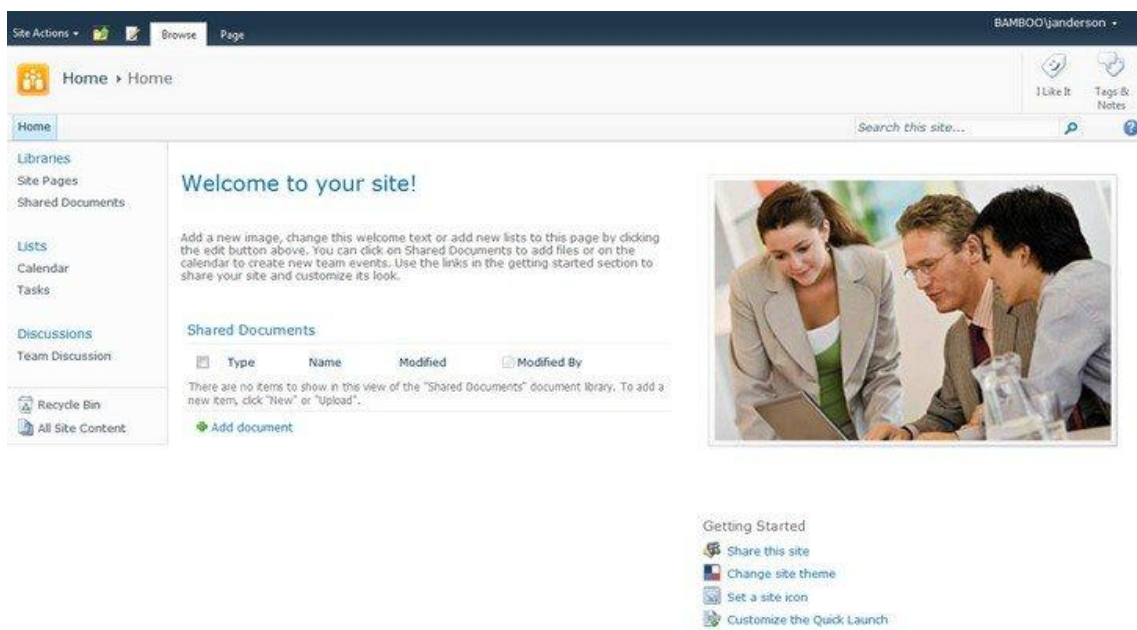 Site Actions
Browse
Page
BAMBOO\janderson
Home ▸ Home
I Like It
Tags &
Notes
Home
Search this site...
Libraries
Site Pages
Shared Documents
Lists
Calendar
Tasks
Discussions
Team Discussion
Recycle Bin
All Site Content
Welcome to your site!
Add a new image, change this welcome text or add new lists to this page by clicking
the edit button above. You can click on Shared Documents to add files or on the
calendar to create new team events. Use the links in the getting started section to
share your site and customize its look.
Shared Documents
Type Name Modified Modified By
There are no items to show in this view of the "Shared Documents" document library. To add a
new item, click "New" or "Upload".
Add document
Getting Started
Share this site
Change site theme
Set a site icon
Customize the Quick Launch